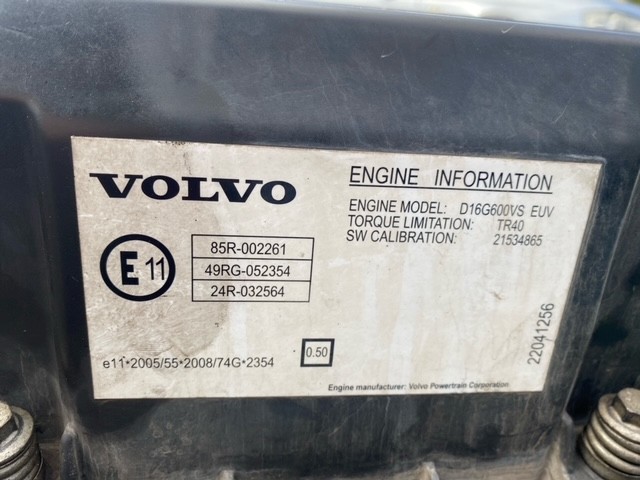 VOLVO
E 11
85R-002261
49RG-052354
24R-032564
e11*2005/55*2008/74G*2354
0.50
ENGINE INFORMATION
ENGINE MODEL: D16G600VS EUV
TORQUE LIMITATION: TR40
SW CALIBRATION: 21534865
22041256
Engine manufacturer: Volvo Powertrain Corporation